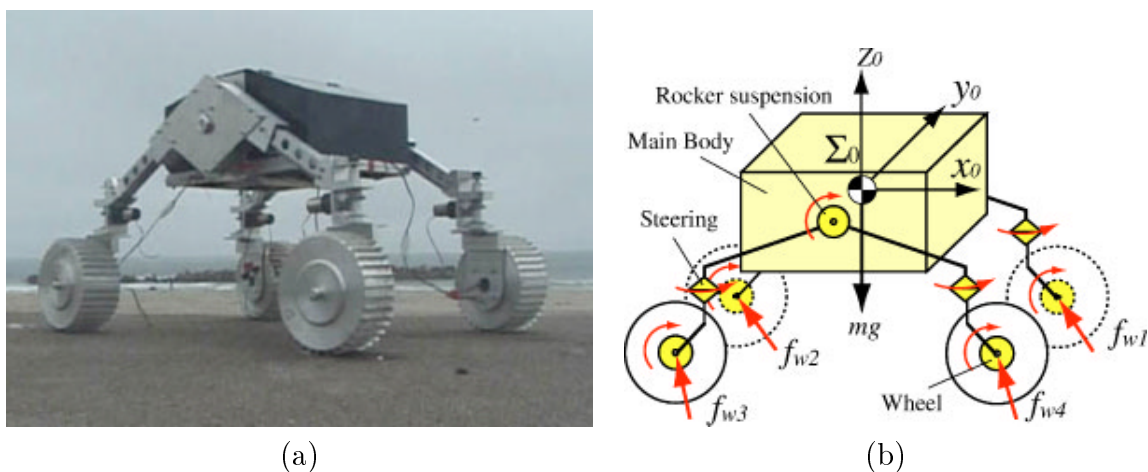 Z0
y0
Rocker suspension
Main Body
Σ0
x0
Steering
mg
fw1
fw2
Wheel
fw3
fw4
(a)
(b)